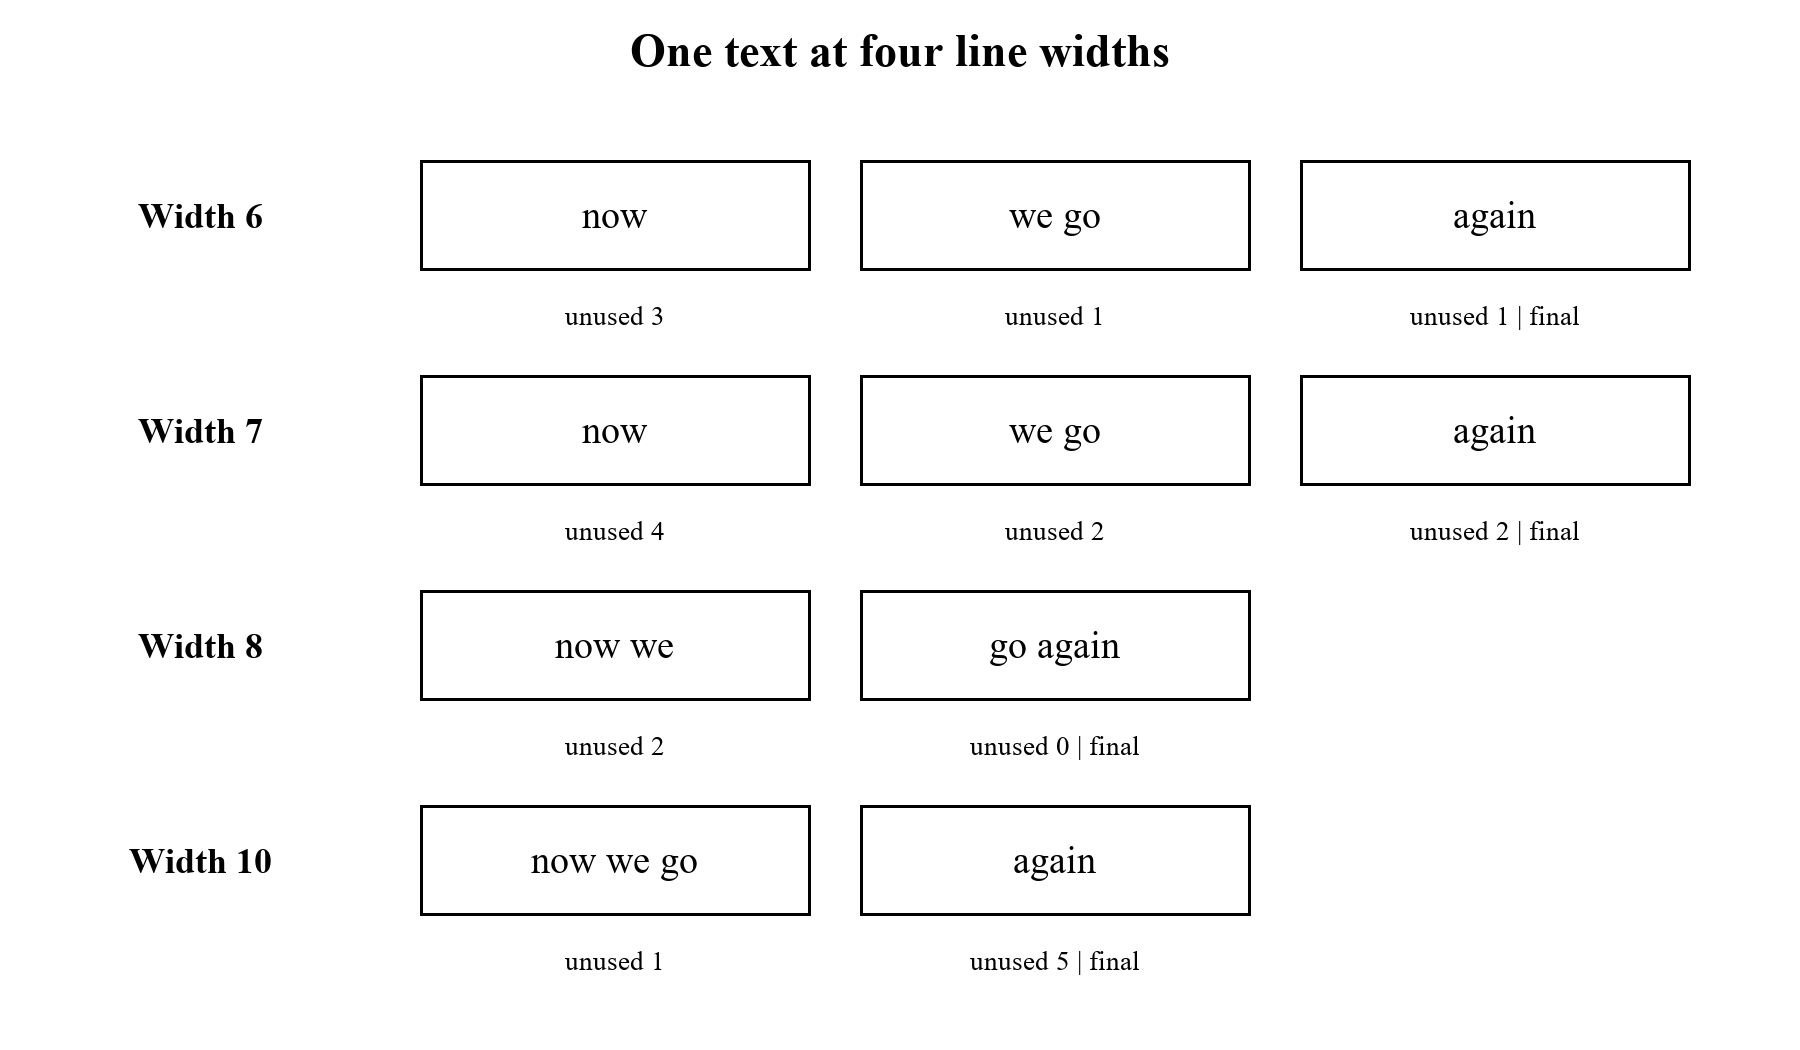 One text at four line widths
Width 6
now
we go
again
unused 3
unused 1
unused 1 | final
Width 7
now
we go
again
unused 4
unused 2
unused 2 | final
Width 8
now we
go again
unused 2
unused 0 | final
Width 10
now we go
again
unused 1
unused 5 | final